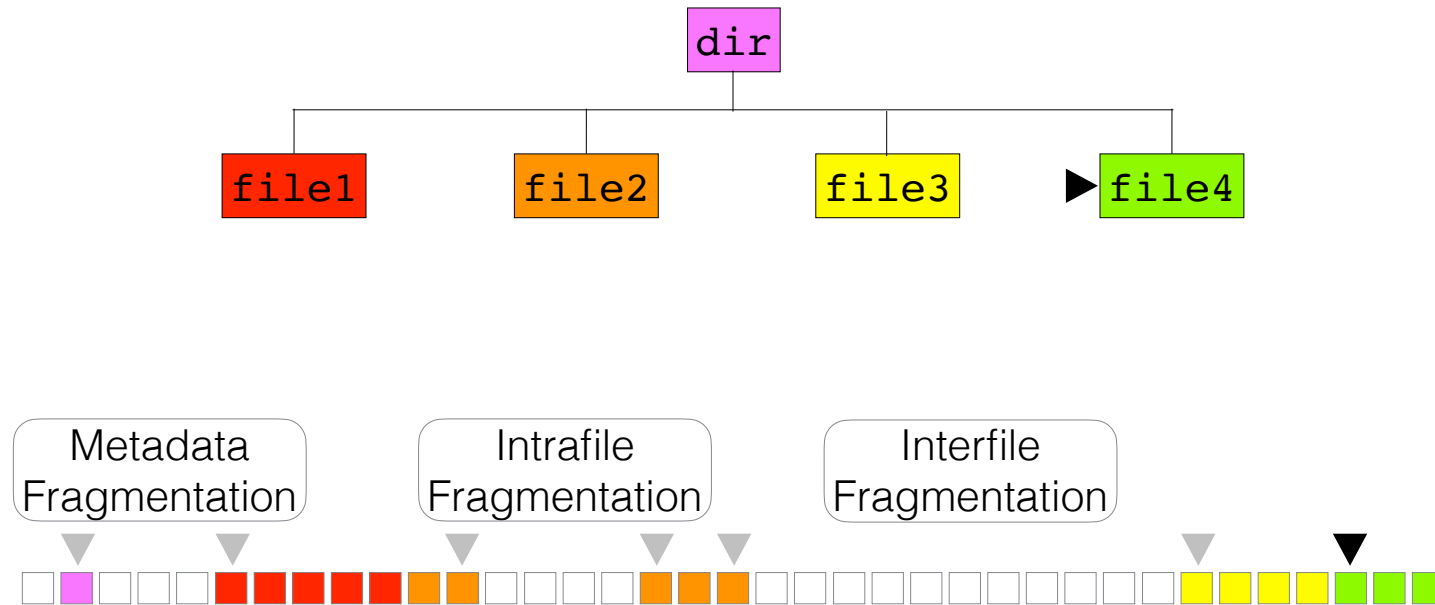 dir
file1
file2
file3
file4
Metadata
Fragmentation
Intrafile
Fragmentation
Interfile
Fragmentation